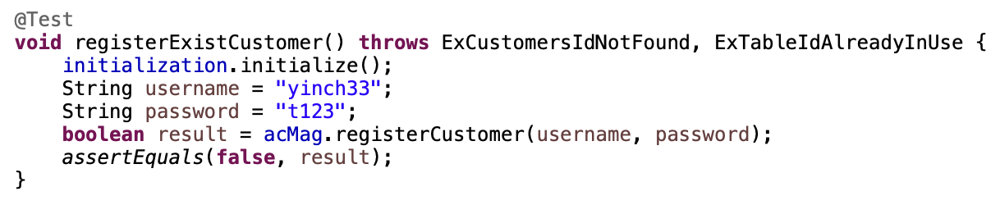 @Test
void registerExistCustomer() throws ExCustomersIdNotFound, ExTableIdAlreadyInUse {
    initialization.initialize();
    String username = "yinch33";
    String password = "t123";
    boolean result = acMag.registerCustomer(username, password);
    assertEquals(false, result);
}